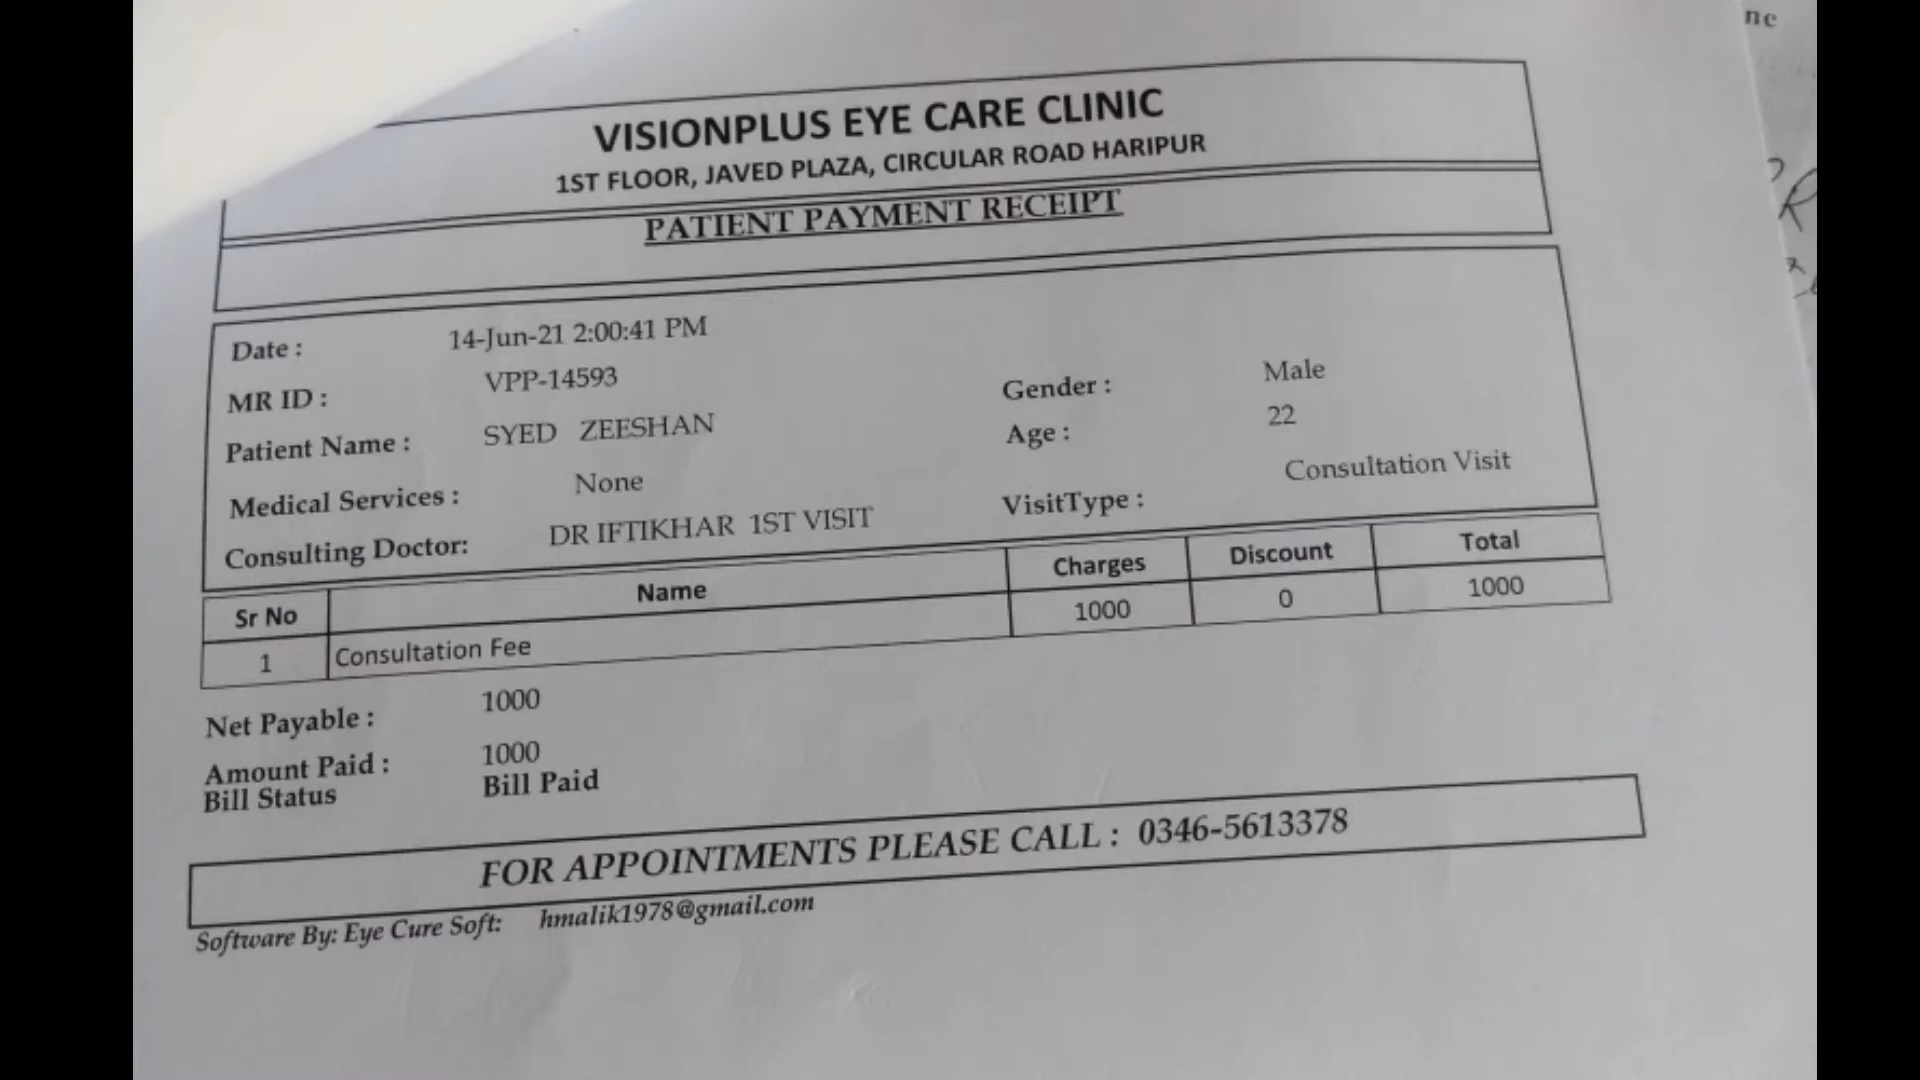 VISIONPLUS EYE CARE CLINIC
1ST FLOOR, JAVED PLAZA, CIRCULAR ROAD HARIPUR
PATIENT PAYMENT RECEIPT
Date : 14-Jun-21 2:00:41 PM
MR ID : VPP-14593 Gender : Male
Patient Name : SYED ZEESHAN Age : 22
Medical Services : None VisitType : Consultation Visit
Consulting Doctor: DR IFTIKHAR 1ST VISIT
Sr No Name Charges Discount Total
1 Consultation Fee 1000 0 1000
Net Payable : 1000
Amount Paid : 1000
Bill Status Bill Paid
FOR APPOINTMENTS PLEASE CALL : 0346-5613378
Software By: Eye Cure Soft: hmalik1978@gmail.com